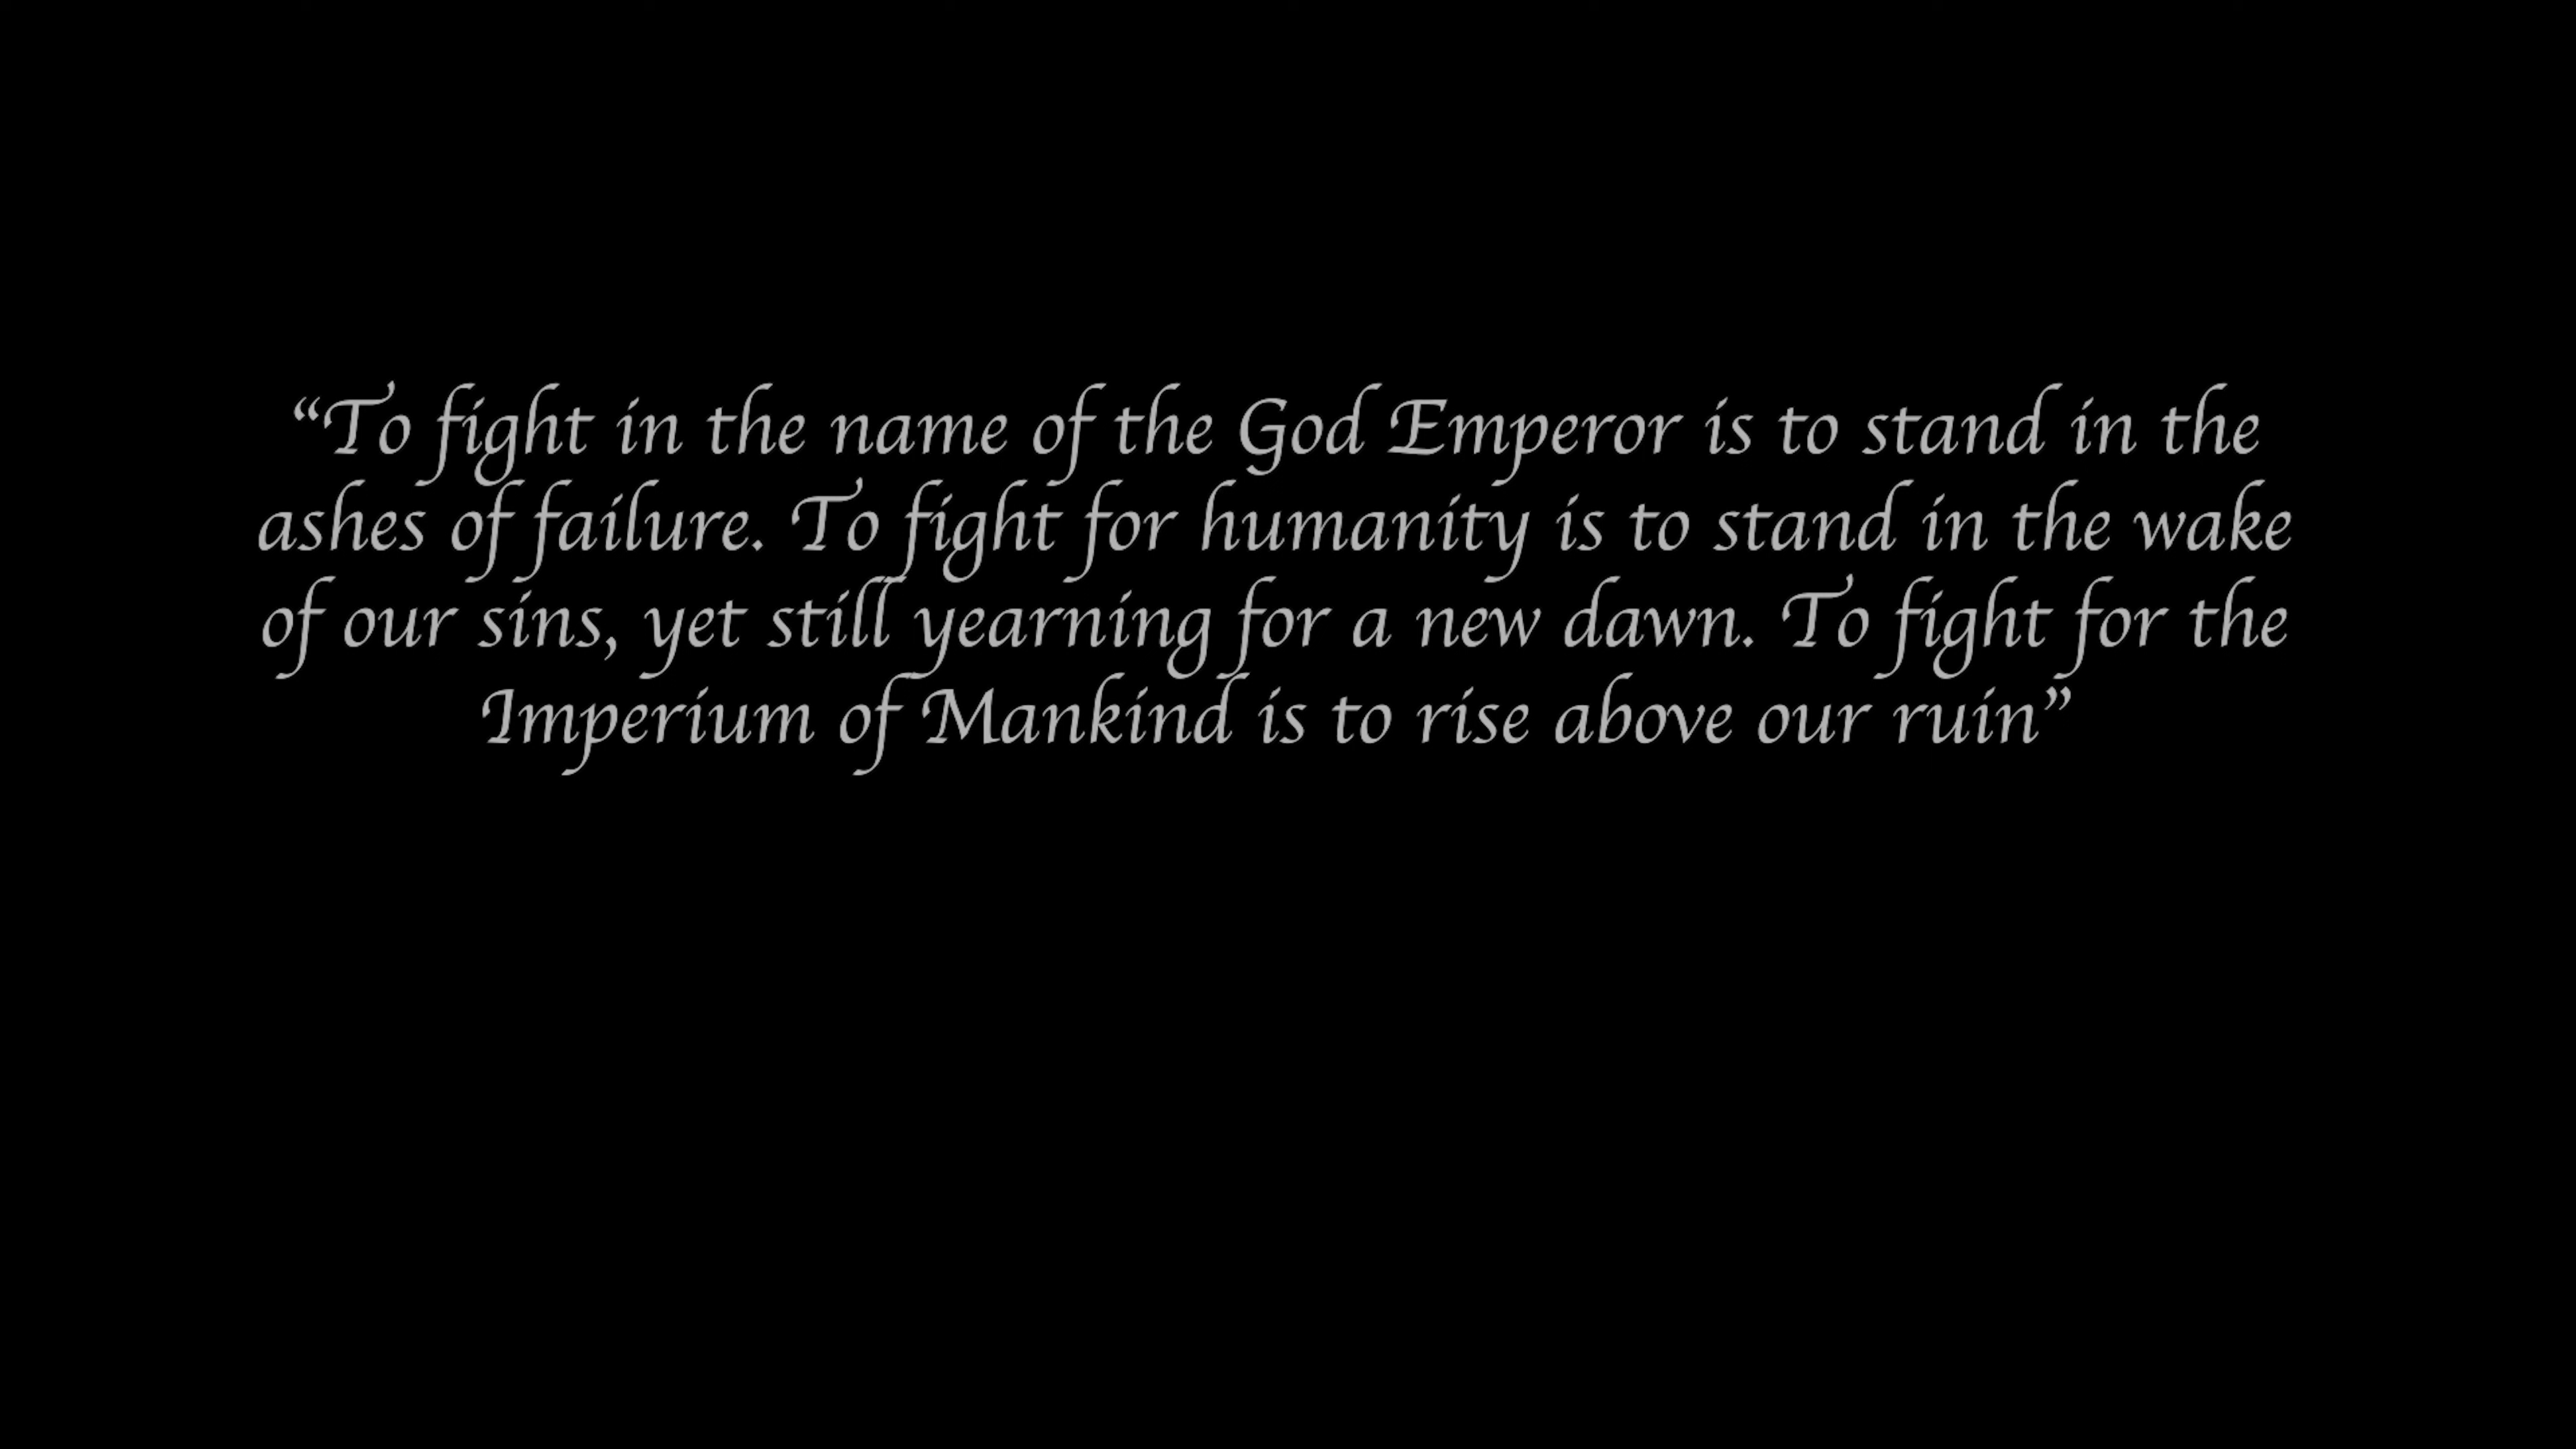 “To fight in the name of the God Emperor is to stand in the
ashes of failure. To fight for humanity is to stand in the wake
of our sins, yet still yearning for a new dawn. To fight for the
Imperium of Mankind is to rise above our ruin”